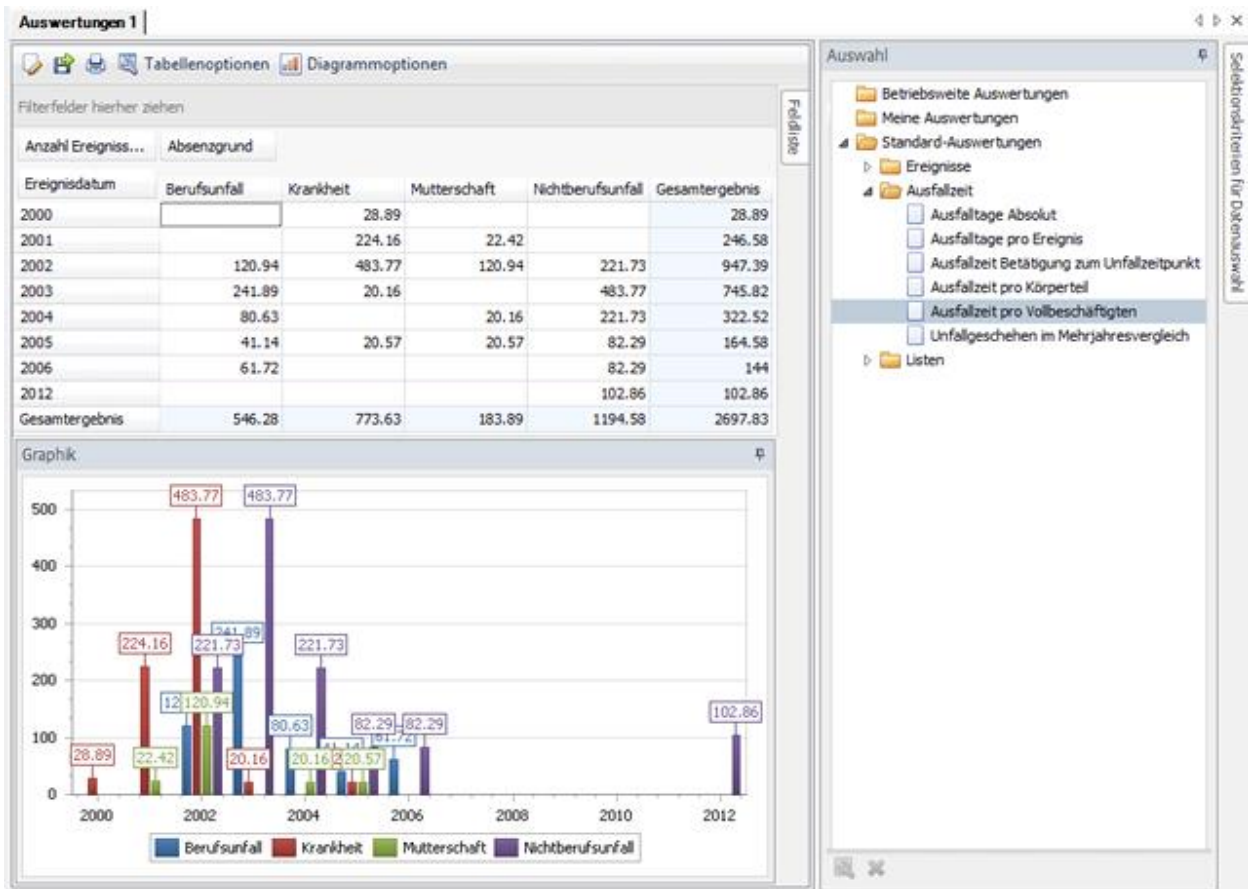 Auswertungen 1
Tabellenoptionen Diagrammoptionen
Filterfelder hierher ziehen
Feldliste
Anzahl Ereigniss... Absenzgrund
Ereignisdatum Berufsunfall Krankheit Mutterschaft Nichtberufsunfall Gesamtergebnis
2000 28.89 28.89
2001 224.16 22.42 246.58
2002 120.94 483.77 120.94 221.73 947.39
2003 241.89 20.16 483.77 745.82
2004 80.63 20.16 221.73 322.52
2005 41.14 20.57 20.57 82.29 164.58
2006 61.72 82.29 144
2012 102.86 102.86
Gesamtergebnis 546.28 773.63 183.89 1194.58 2697.83
Graphik
483.77 483.77
500
400
300
241.89
224.16 221.73 221.73
200
120.94
102.86
80.63 82.29 82.29
100
41.14 61.72
28.89 22.42 20.16 20.16 20.57
0
2000 2002 2004 2006 2008 2010 2012
Berufsunfall Krankheit Mutterschaft Nichtberufsunfall
Auswahl
Betriebsweite Auswertungen
Meine Auswertungen
Standard-Auswertungen
Ereignisse
Ausfallzeit
Ausfalltage Absolut
Ausfalltage pro Ereignis
Ausfallzeit Betätigung zum Unfallzeitpunkt
Ausfallzeit pro Körperteil
Ausfallzeit pro Vollbeschäftigten
Unfallgeschehen im Mehrjahresvergleich
Listen
Selektionskriterien für Datenauswahl